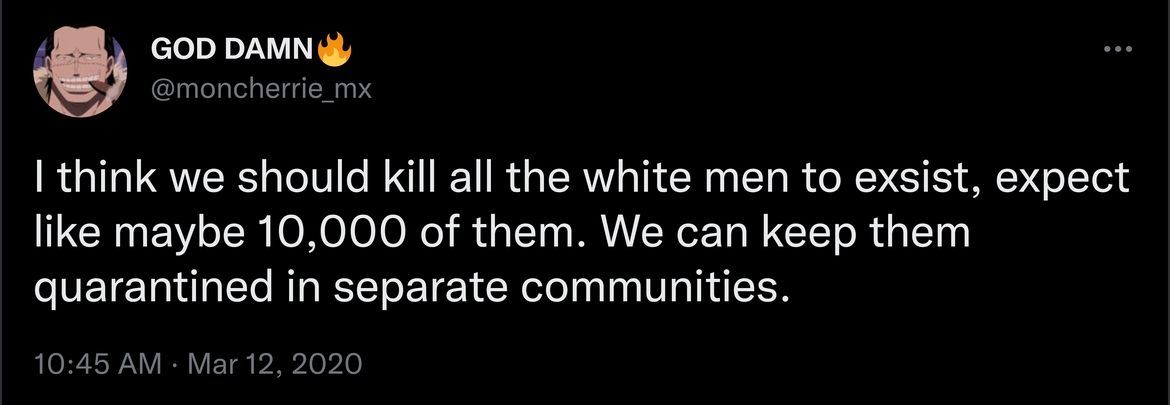 GOD DAMN🔥
@moncherrie_mx
I think we should kill all the white men to exsist, expect
like maybe 10,000 of them. We can keep them
quarantined in separate communities.
10:45 AM · Mar 12, 2020